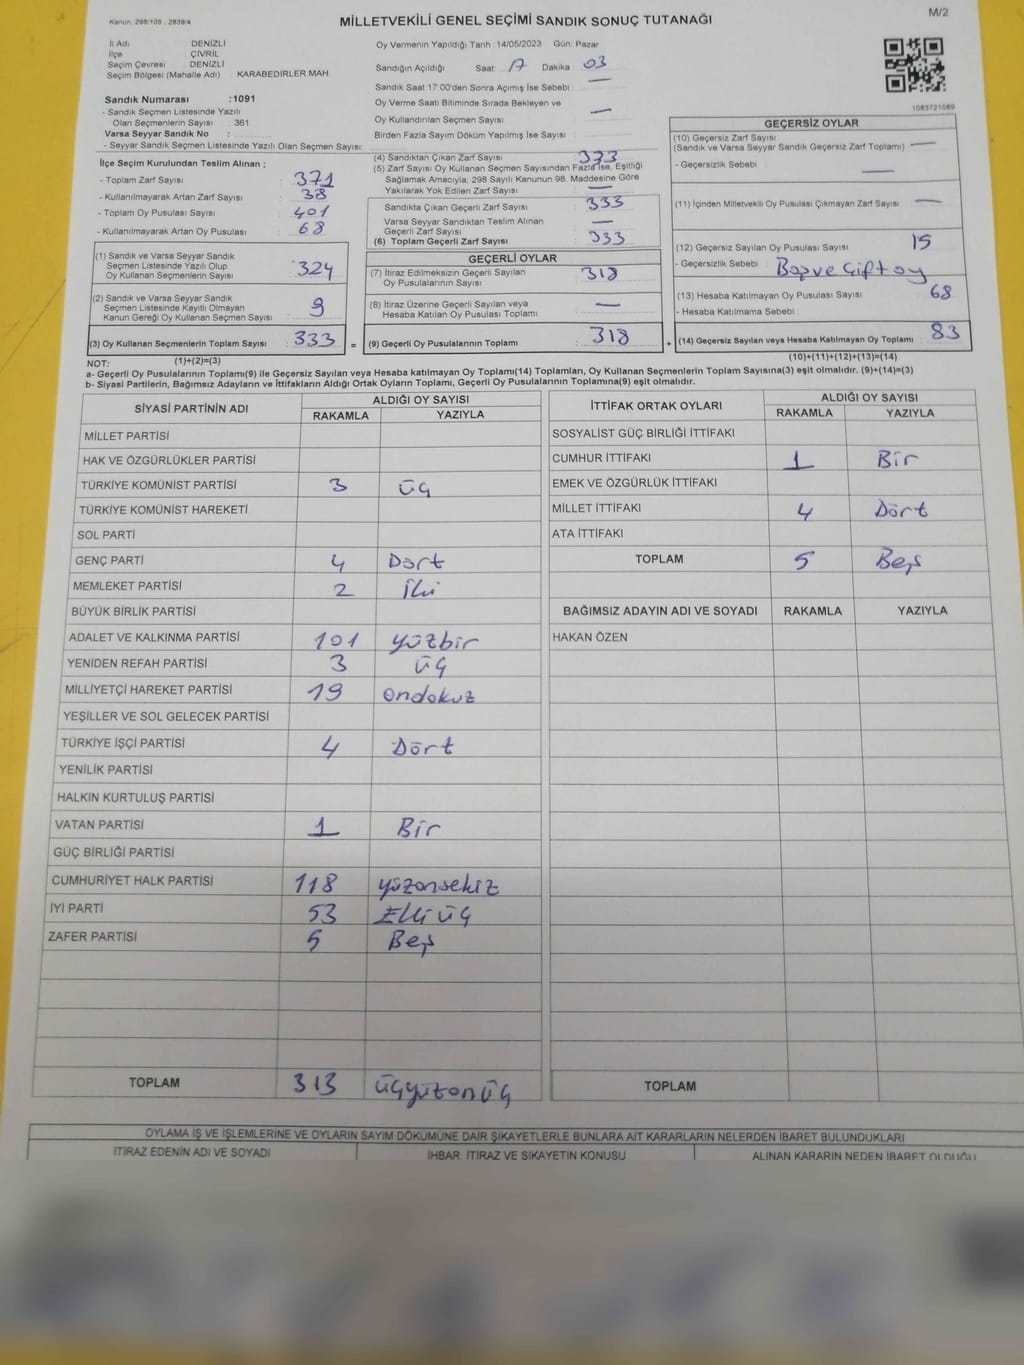 Kanun: 298/105 , 2839/4
MİLLETVEKİLİ GENEL SEÇİMİ SANDIK SONUÇ TUTANAĞI
M/2
İl Adı DENİZLİ
İlçe ÇİVRİL
Seçim Çevresi DENİZLİ
Seçim Bölgesi (Mahalle Adı) : KARABEDİRLER MAH.
Sandık Numarası :1091
- Sandık Seçmen Listesinde Yazılı
Olan Seçmenlerin Sayısı : 361
Varsa Seyyar Sandık No :
- Seyyar Sandık Seçmen Listesinde Yazılı Olan Seçmen Sayısı:
Oy Vermenin Yapıldığı Tarih :14/05/2023 Gün: Pazar
Sandığın Açıldığı Saat: 17 Dakika : 03
Sandık Saat 17:00'den Sonra Açımış İse Sebebi : —
Oy Verme Saati Bitiminde Sırada Bekleyen ve
Oy Kullandırılan Seçmen Sayısı : —
Birden Fazla Sayım Döküm Yapılmış İse Sayısı :
1083721089
İlçe Seçim Kurulundan Teslim Alınan :
- Toplam Zarf Sayısı : 371
- Kullanılmayarak Artan Zarf Sayısı : 38
- Toplam Oy Pusulası Sayısı : 401
- Kullanılmayarak Artan Oy Pusulası : 68
(4) Sandıktan Çıkan Zarf Sayısı : 333
(5) Zarf Sayısı Oy Kullanan Seçmen Sayısından Fazla İse, Eşitliği
Sağlamak Amacıyla; 298 Sayılı Kanunun 98. Maddesine Göre
Yakılarak Yok Edilen Zarf Sayısı : —
Sandıkta Çıkan Geçerli Zarf Sayısı : 333
Varsa Seyyar Sandıktan Teslim Alınan
Geçerli Zarf Sayısı : —
(6) Toplam Geçerli Zarf Sayısı : 333
GEÇERSİZ OYLAR
(10) Geçersiz Zarf Sayısı
(Sandık ve Varsa Seyyar Sandık Geçersiz Zarf Toplamı) : —
- Geçersizlik Sebebi : —
(11) İçinden Milletvekili Oy Pusulası Çıkmayan Zarf Sayısı : —
(12) Geçersiz Sayılan Oy Pusulası Sayısı : 15
- Geçersizlik Sebebi : Boş ve Çift oy
(13) Hesaba Katılmayan Oy Pusulası Sayısı : 68
- Hesaba Katılmama Sebebi :
(1) Sandık ve Varsa Seyyar Sandık
Seçmen Listesinde Yazılı Olup
Oy Kullanan Seçmenlerin Sayısı : 324
(2) Sandık ve Varsa Seyyar Sandık
Seçmen Listesinde Kayıtlı Olmayan
Kanun Gereği Oy Kullanan Seçmen Sayısı : 9
GEÇERLİ OYLAR
(7) İtiraz Edilmeksizin Geçerli Sayılan
Oy Pusulalarının Sayısı : 318
(8) İtiraz Üzerine Geçerli Sayılan veya
Hesaba Katılan Oy Pusulası Toplamı : —
(3) Oy Kullanan Seçmenlerin Toplam Sayısı : 333 = (9) Geçerli Oy Pusulalarının Toplamı : 318 + (14) Geçersiz Sayılan veya Hesaba Katılmayan Oy Toplamı : 83
(1)+(2)=(3)
(10)+(11)+(12)+(13)=(14)
NOT:
a- Geçerli Oy Pusulaları Toplamı(9) ile Geçersiz Sayılan veya Hesaba katılmayan Oy Toplamı(14) Toplamları, Oy Kullanan Seçmenlerin Toplam Sayısına(3) eşit olmalıdır. (9)+(14)=(3)
b- Siyasi Partilerin, Bağımsız Adayların ve İttifakların Aldığı Ortak Oyların Toplamı, Geçerli Oy Pusulalarının Toplamına(9) eşit olmalıdır.
SİYASİ PARTİNİN ADI ALDIĞI OY SAYISI
RAKAMLA YAZIYLA
MİLLET PARTİSİ
HAK VE ÖZGÜRLÜKLER PARTİSİ
TÜRKİYE KOMÜNİST PARTİSİ 3 üç
TÜRKİYE KOMÜNİST HAREKETİ
SOL PARTİ
GENÇ PARTİ 4 Dört
MEMLEKET PARTİSİ 2 İki
BÜYÜK BİRLİK PARTİSİ
ADALET VE KALKINMA PARTİSİ 101 yüzbir
YENİDEN REFAH PARTİSİ 3 üç
MİLLİYETÇİ HAREKET PARTİSİ 19 ondokuz
YEŞİLLER VE SOL GELECEK PARTİSİ
TÜRKİYE İŞÇİ PARTİSİ 4 Dört
YENİLİK PARTİSİ
HALKIN KURTULUŞ PARTİSİ
VATAN PARTİSİ 1 Bir
GÜÇ BİRLİĞİ PARTİSİ
CUMHURİYET HALK PARTİSİ 118 yüzonsekiz
İYİ PARTİ 53 Elli üç
ZAFER PARTİSİ 5 Beş
TOPLAM 313 üçyüzonüç
İTTİFAK ORTAK OYLARI ALDIĞI OY SAYISI
RAKAMLA YAZIYLA
SOSYALİST GÜÇ BİRLİĞİ İTTİFAKI
CUMHUR İTTİFAKI 1 Bir
EMEK VE ÖZGÜRLÜK İTTİFAKI
MİLLET İTTİFAKI 4 Dört
ATA İTTİFAKI
TOPLAM 5 Beş
BAĞIMSIZ ADAYIN ADI VE SOYADI RAKAMLA YAZIYLA
HAKAN ÖZEN
TOPLAM
OYLAMA İŞ VE İŞLEMLERİNE VE OYLARIN SAYIM DÖKÜMÜNE DAİR ŞİKAYETLERLE BUNLARA AİT KARARLARIN NELERDEN İBARET BULUNDUKLARI
İTİRAZ EDENİN ADI VE SOYADI İHBAR İTİRAZ VE ŞİKAYETİN KONUSU ALINAN KARARIN NEDEN İBARET OLDUĞU